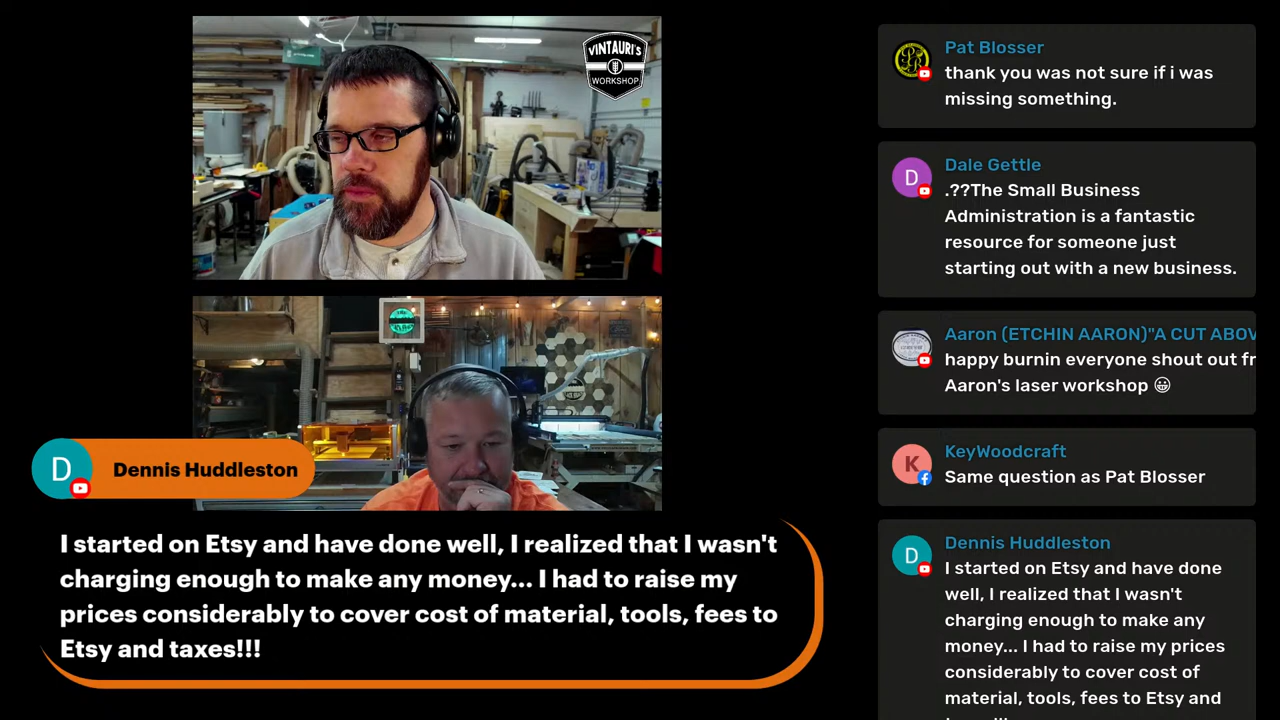 VINTAURI'S
WORKSHOP
D
Dennis Huddleston
I started on Etsy and have done well, I realized that I wasn't
charging enough to make any money... I had to raise my
prices considerably to cover cost of material, tools, fees to
Etsy and taxes!!!
Pat Blosser
thank you was not sure if i was
missing something.
D
Dale Gettle
.??The Small Business
Administration is a fantastic
resource for someone just
starting out with a new business.
Aaron (ETCHIN AARON)"A CUT ABOV
happy burnin everyone shout out fr
Aaron's laser workshop 😀
K
KeyWoodcraft
Same question as Pat Blosser
D
Dennis Huddleston
I started on Etsy and have done
well, I realized that I wasn't
charging enough to make any
money... I had to raise my prices
considerably to cover cost of
material, tools, fees to Etsy and